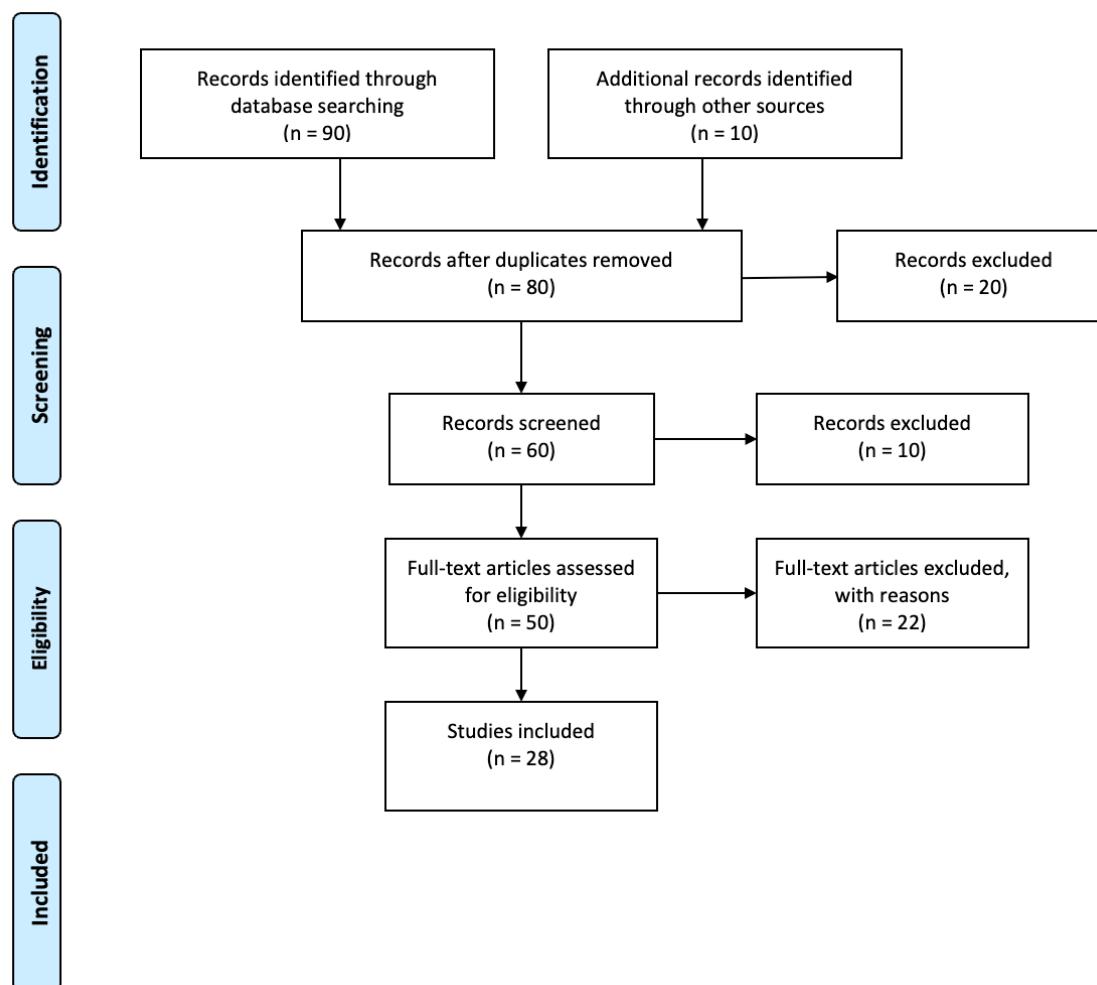 Identification
Records identified through
database searching
(n = 90)
Additional records identified
through other sources
(n = 10)
Records after duplicates removed
(n = 80)
Records excluded
(n = 20)
Screening
Records screened
(n = 60)
Records excluded
(n = 10)
Eligibility
Full-text articles assessed
for eligibility
(n = 50)
Full-text articles excluded,
with reasons
(n = 22)
Studies included
(n = 28)
Included